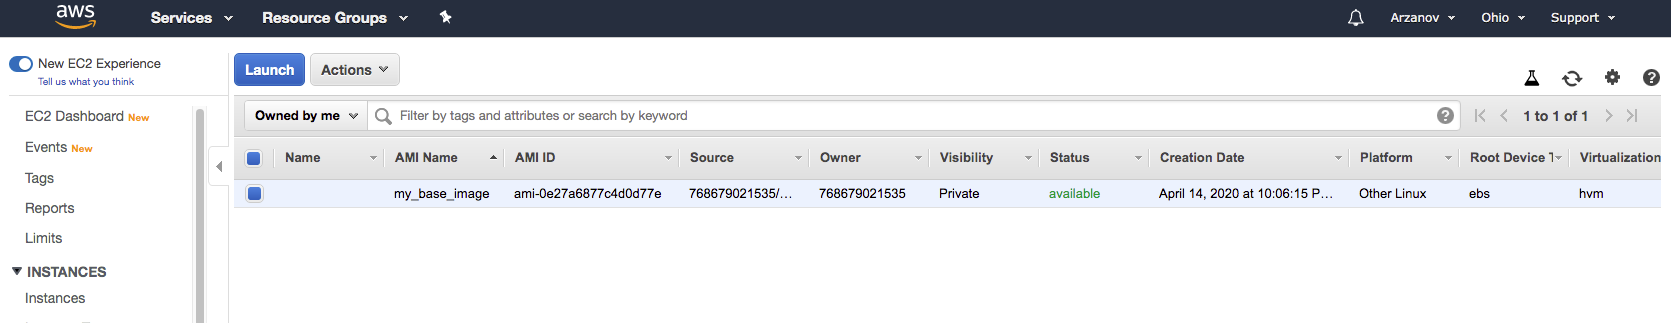 aws Services Resource Groups Arzanov Ohio Support
New EC2 Experience
Tell us what you think
Launch Actions
EC2 Dashboard New
Events New
Tags
Reports
Limits
INSTANCES
Instances
Owned by me Filter by tags and attributes or search by keyword 1 to 1 of 1
Name AMI Name AMI ID Source Owner Visibility Status Creation Date Platform Root Device Virtualization
my_base_image ami-0e27a6877c4d0d77e 768679021535/... 768679021535 Private available April 14, 2020 at 10:06:15 P... Other Linux ebs hvm